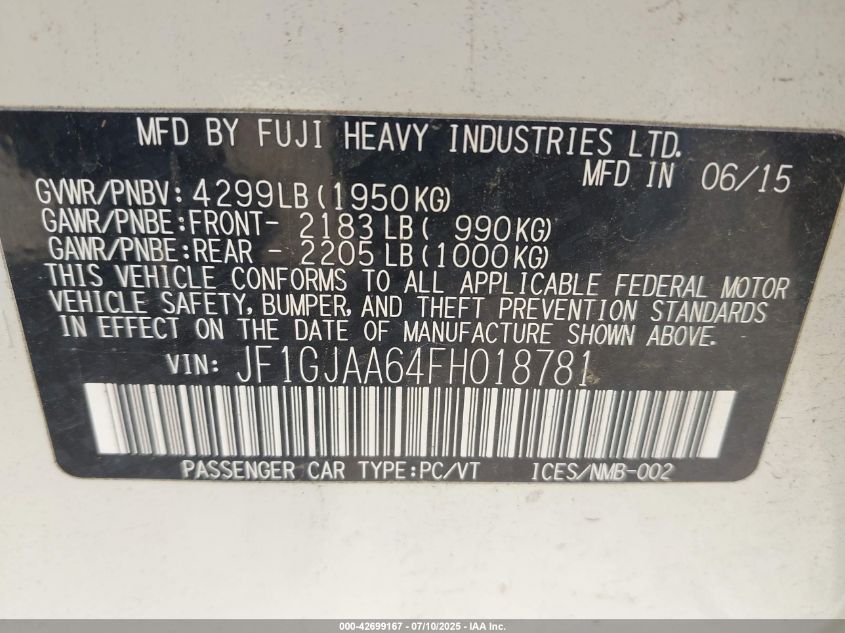 MFD BY FUJI HEAVY INDUSTRIES LTD.
MFD IN 06/15
GVWR/PNBV: 4299LB (1950KG)
GAWR/PNBE:FRONT- 2183 LB ( 990KG)
GAWR/PNBE:REAR - 2205 LB (1000KG)
THIS VEHICLE CONFORMS TO ALL APPLICABLE FEDERAL MOTOR
VEHICLE SAFETY, BUMPER, AND THEFT PREVENTION STANDARDS
IN EFFECT ON THE DATE OF MANUFACTURE SHOWN ABOVE.
VIN: JF1GJAA64FH018781
PASSENGER CAR TYPE:PC/VT ICES/NMB-002
000-42699167 - 07/10/2025 - IAA Inc.